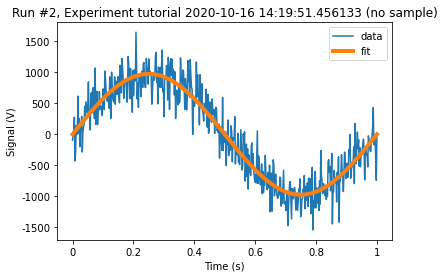 Run #2, Experiment tutorial 2020-10-16 14:19:51.456133 (no sample)
data
fit
Signal (V)
1500
1000
500
0
-500
-1000
-1500
0
0.2
0.4
0.6
0.8
1
Time (s)